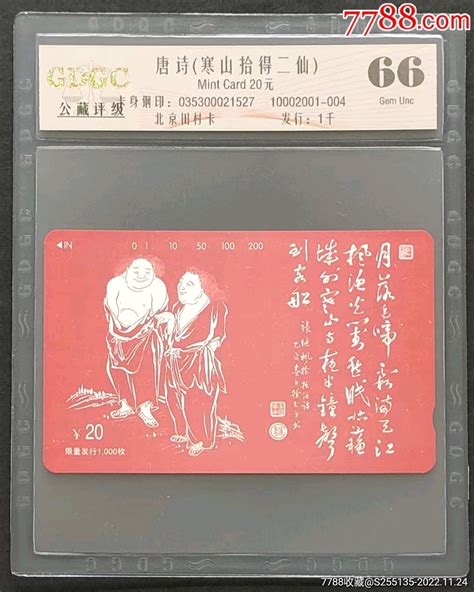 7788.com
唐诗(寒山拾得二仙)
Mint Card 20元
GDGC
公藏评级
卡身钢印：035300021527 10002001-004
北京田村卡 发行：1千
66
Gem Unc
IN 0 1 10 50 100 200
月落乌啼霜满天江
枫渔火对愁眠姑苏
城外寒山寺夜半钟声
到客船
¥20
限量发行1,000枚
7788收藏@S255135-2022.11.24